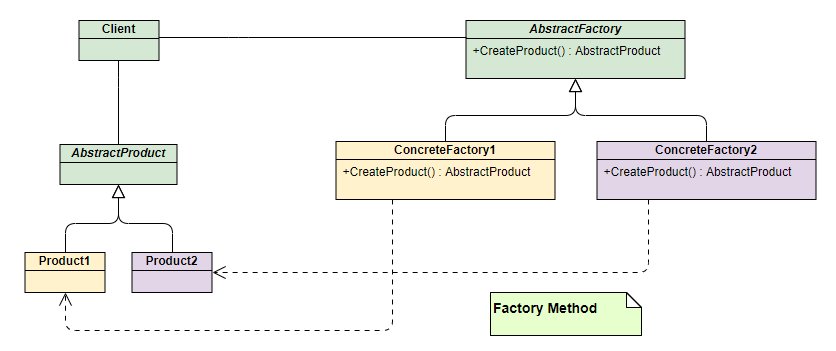 Client
AbstractFactory
+CreateProduct() : AbstractProduct
AbstractProduct
ConcreteFactory1
+CreateProduct() : AbstractProduct
ConcreteFactory2
+CreateProduct() : AbstractProduct
Product1
Product2
Factory Method